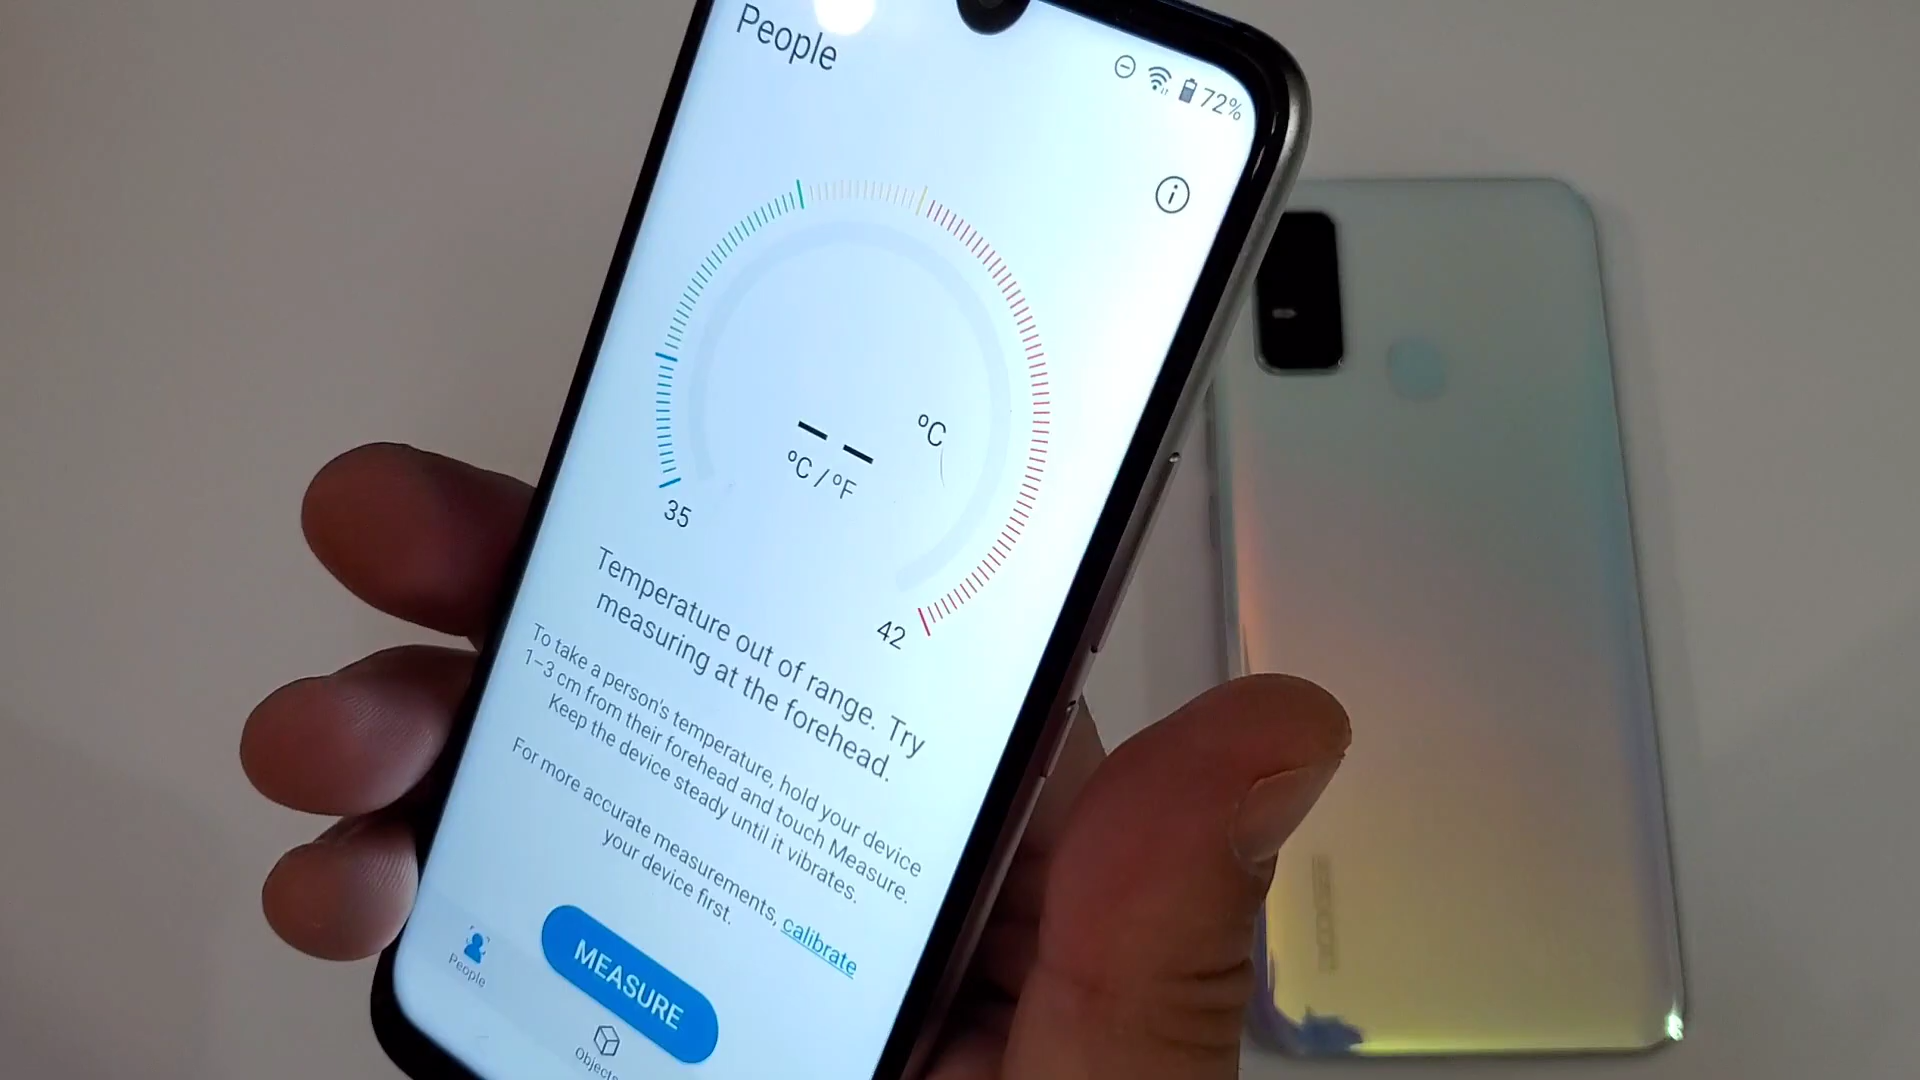 People
72%
°C
°C / °F
35
42
Temperature out of range. Try
measuring at the forehead.
To take a person's temperature, hold your device
1-3 cm from their forehead and touch Measure.
Keep the device steady until it vibrates.
For more accurate measurements, calibrate
your device first.
MEASURE
People
Objects
DOOGEE